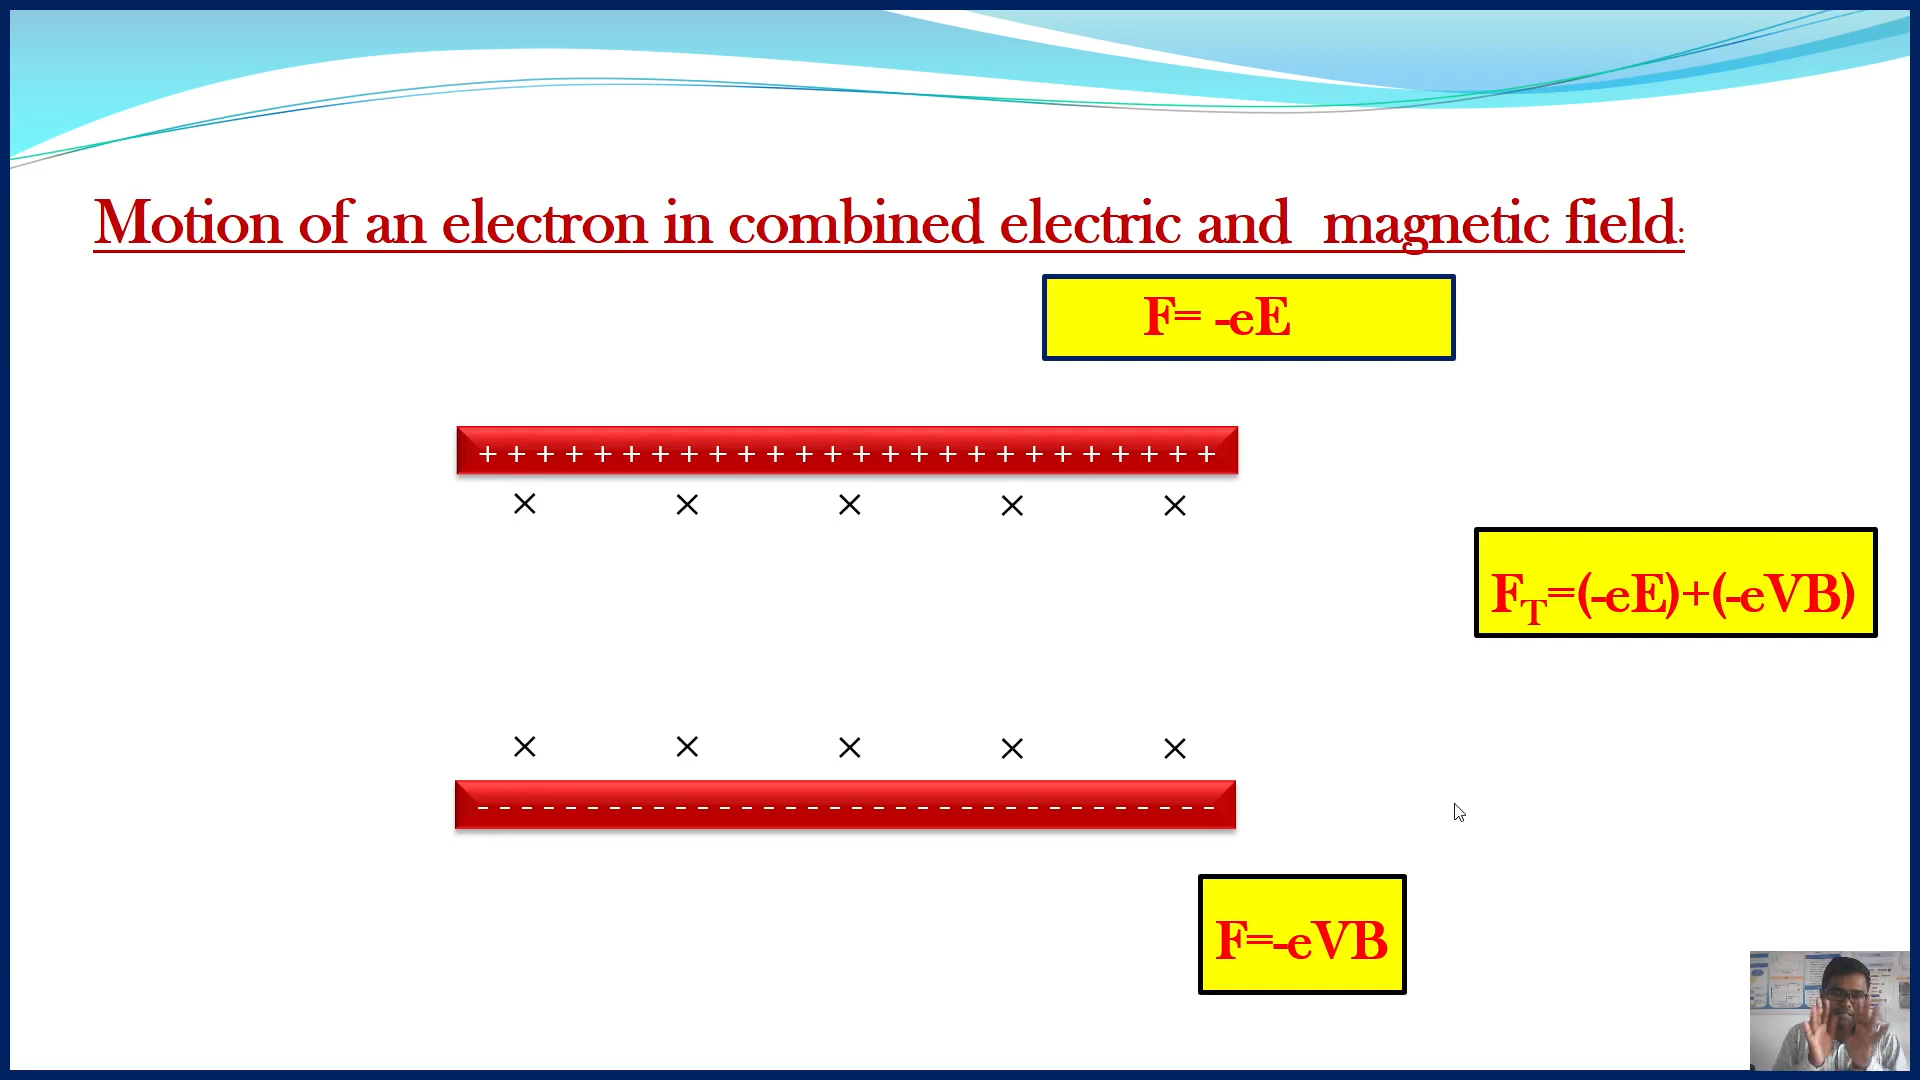 Motion of an electron in combined electric and magnetic field:
F= -eE
+ + + + + + + + + + + + + + + + + + + + + + + + + +
× × × × ×
F_T=(-eE)+(-eVB)
× × × × ×
- - - - - - - - - - - - - - - - - - - - - - - - - - - - - - - - - -
F=-eVB